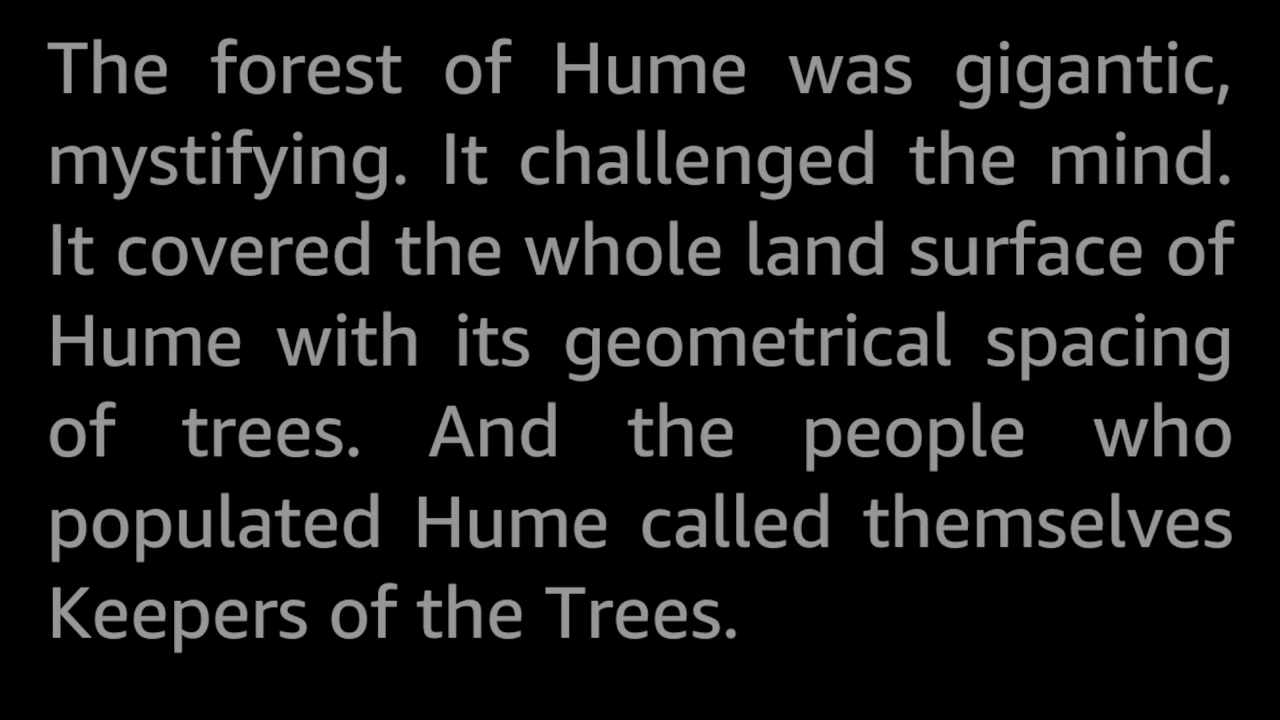 The forest of Hume was gigantic,
mystifying. It challenged the mind.
It covered the whole land surface of
Hume with its geometrical spacing
of trees. And the people who
populated Hume called themselves
Keepers of the Trees.